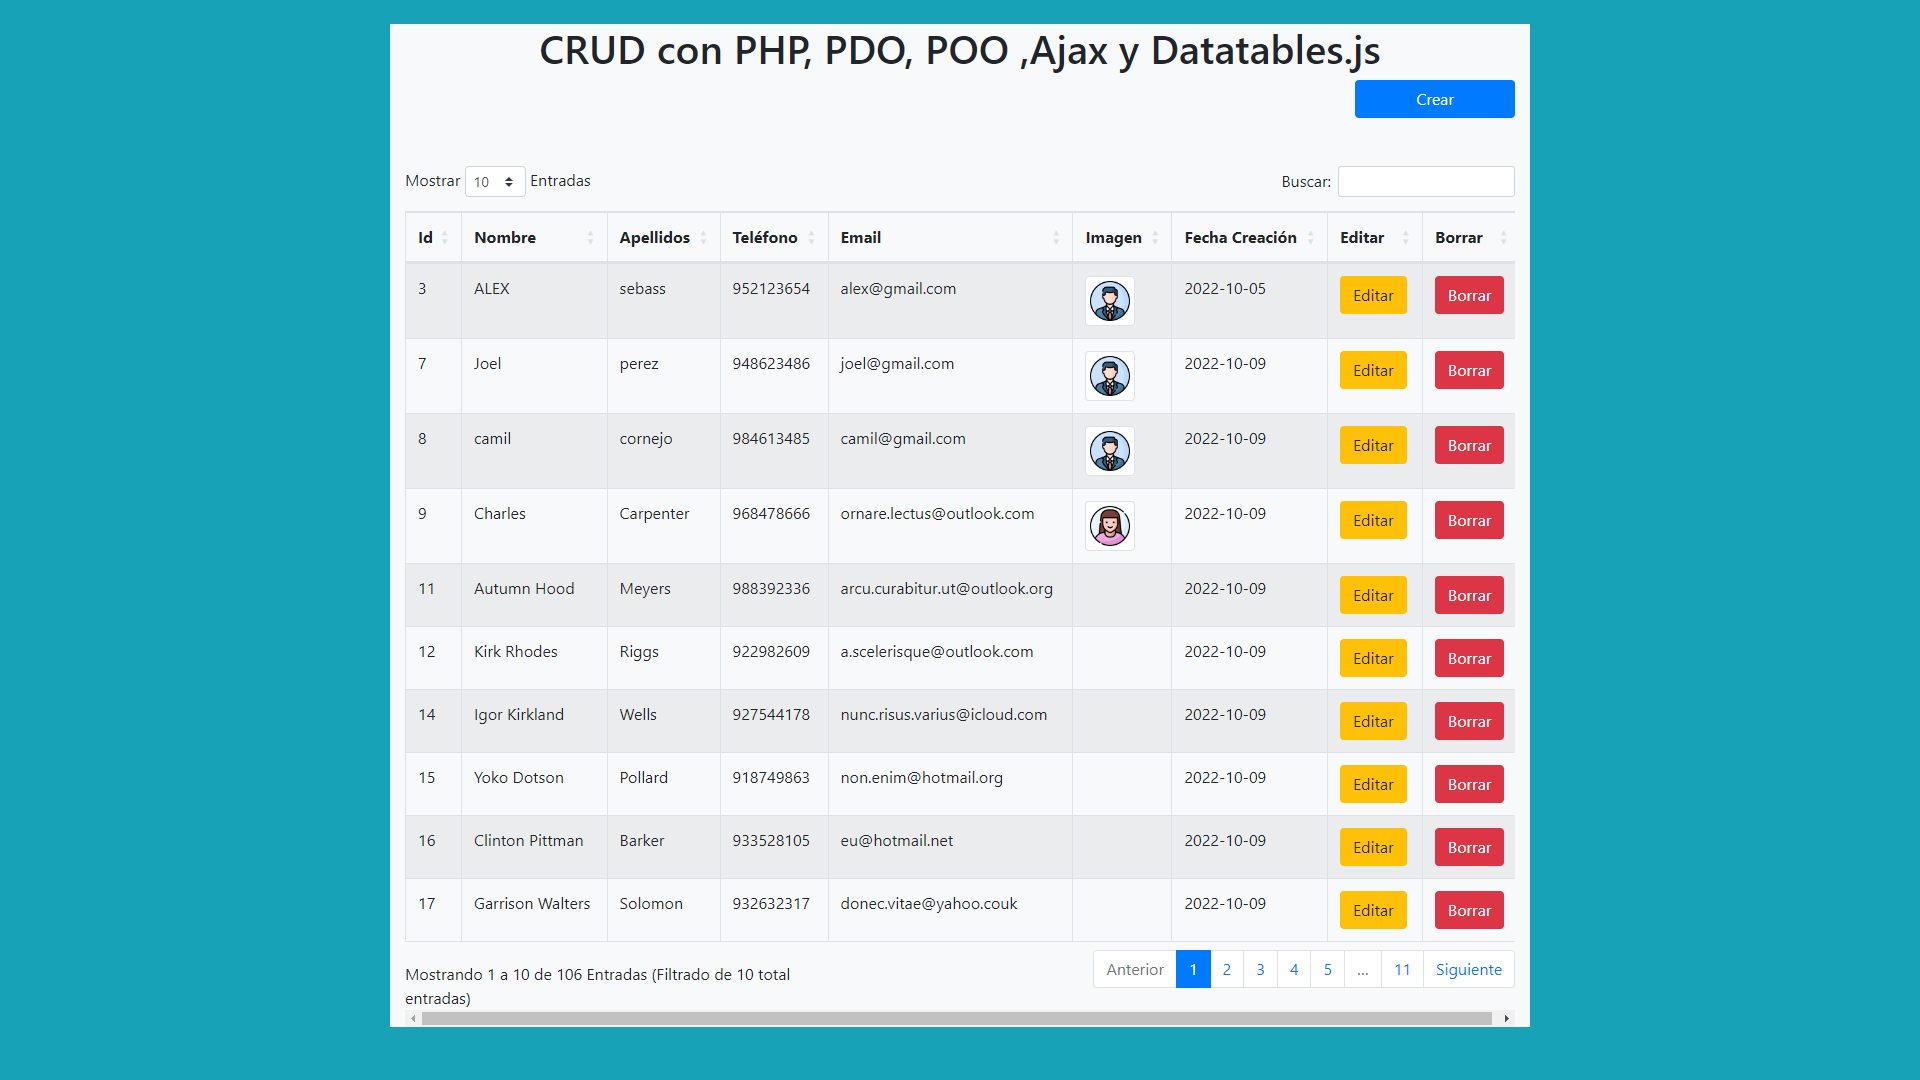 CRUD con PHP, PDO, POO ,Ajax y Datatables.js
Crear
Mostrar 10 Entradas Buscar:
Id Nombre Apellidos Teléfono Email Imagen Fecha Creación Editar Borrar
3 ALEX sebass 952123654 alex@gmail.com 2022-10-05 Editar Borrar
7 Joel perez 948623486 joel@gmail.com 2022-10-09 Editar Borrar
8 camil cornejo 984613485 camil@gmail.com 2022-10-09 Editar Borrar
9 Charles Carpenter 968478666 ornare.lectus@outlook.com 2022-10-09 Editar Borrar
11 Autumn Hood Meyers 988392336 arcu.curabitur.ut@outlook.org 2022-10-09 Editar Borrar
12 Kirk Rhodes Riggs 922982609 a.scelerisque@outlook.com 2022-10-09 Editar Borrar
14 Igor Kirkland Wells 927544178 nunc.risus.varius@icloud.com 2022-10-09 Editar Borrar
15 Yoko Dotson Pollard 918749863 non.enim@hotmail.org 2022-10-09 Editar Borrar
16 Clinton Pittman Barker 933528105 eu@hotmail.net 2022-10-09 Editar Borrar
17 Garrison Walters Solomon 932632317 donec.vitae@yahoo.couk 2022-10-09 Editar Borrar
Mostrando 1 a 10 de 106 Entradas (Filtrado de 10 total
entradas)
Anterior 1 2 3 4 5 ... 11 Siguiente